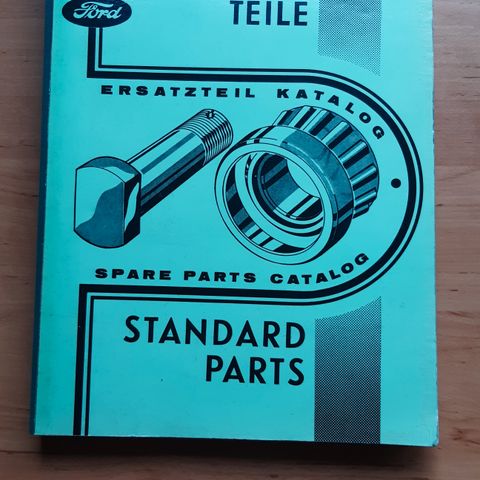 Ford
TEILE
ERSATZTEIL KATALOG
SPARE PARTS CATALOG
STANDARD
PARTS